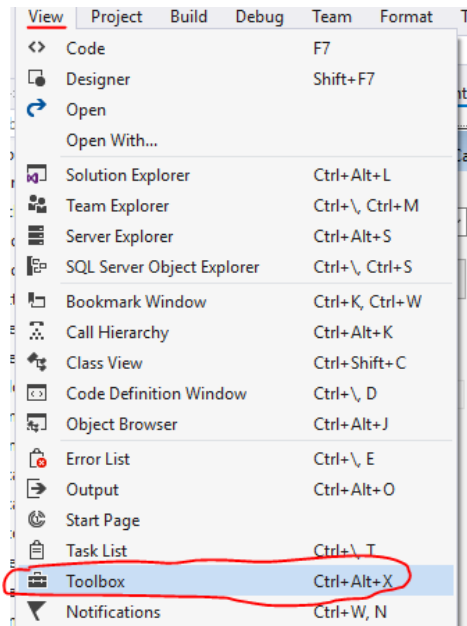 View Project Build Debug Team Format
Code F7
Designer Shift+F7
Open
Open With...
Solution Explorer Ctrl+Alt+L
Team Explorer Ctrl+\, Ctrl+M
Server Explorer Ctrl+Alt+S
SQL Server Object Explorer Ctrl+\, Ctrl+S
Bookmark Window Ctrl+K, Ctrl+W
Call Hierarchy Ctrl+Alt+K
Class View Ctrl+Shift+C
Code Definition Window Ctrl+\, D
Object Browser Ctrl+Alt+J
Error List Ctrl+\, E
Output Ctrl+Alt+O
Start Page
Task List Ctrl+\, T
Toolbox Ctrl+Alt+X
Notifications Ctrl+W, N